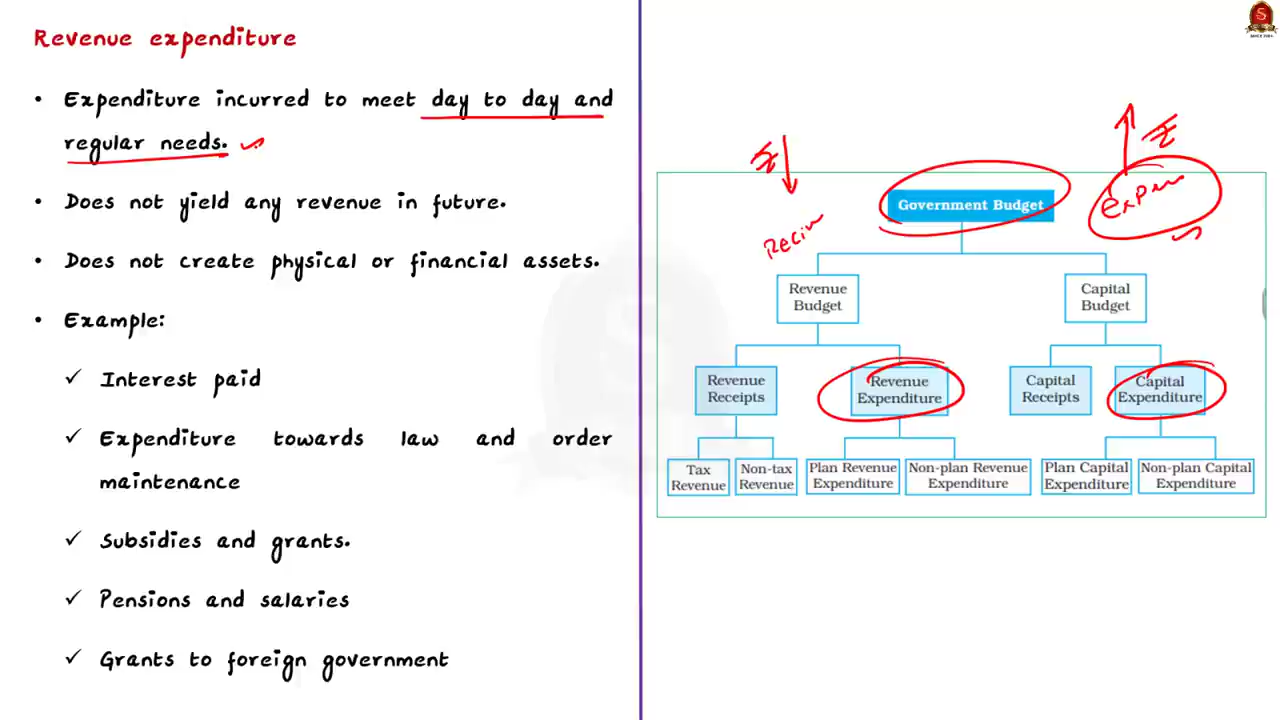 Revenue expenditure
• Expenditure incurred to meet day to day and
regular needs.
• Does not yield any revenue in future.
• Does not create physical or financial assets.
• Example:
✓ Interest paid
✓ Expenditure towards law and order
maintenance
✓ Subsidies and grants.
✓ Pensions and salaries
✓ Grants to foreign government
S
₹
₹
Government Budget
Revenue
Budget
Capital
Budget
Revenue
Receipts
Revenue
Expenditure
Capital
Receipts
Capital
Expenditure
Tax
Revenue
Non-tax
Revenue
Plan Revenue
Expenditure
Non-plan Revenue
Expenditure
Plan Capital
Expenditure
Non-plan Capital
Expenditure